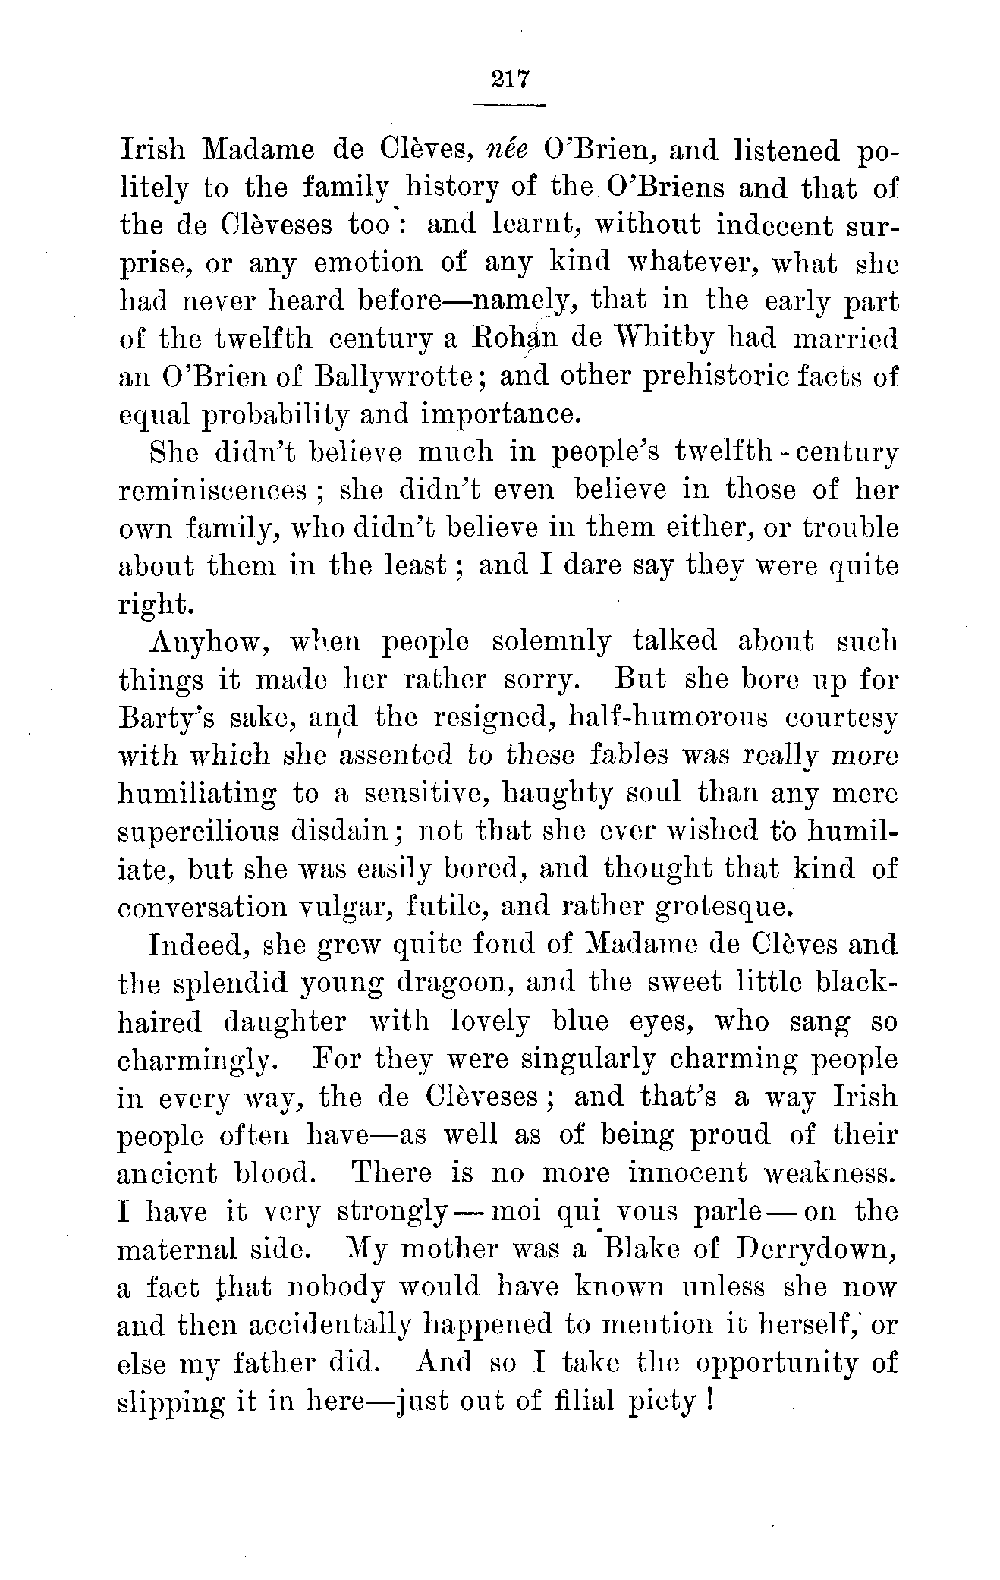 217
Irish Madame de Clèves, née O'Brien, and listened po-
litely to the family history of the O'Briens and that of
the de Clèveses too: and learnt, without indecent sur-
prise, or any emotion of any kind whatever, what she
had never heard before—namely, that in the early part
of the twelfth century a Rohan de Whitby had married
an O'Brien of Ballywrotte; and other prehistoric facts of
equal probability and importance.
She didn't believe much in people's twelfth-century
reminiscences; she didn't even believe in those of her
own family, who didn't believe in them either, or trouble
about them in the least; and I dare say they were quite
right.
Anyhow, when people solemnly talked about such
things it made her rather sorry. But she bore up for
Barty's sake, and the resigned, half-humorous courtesy
with which she assented to these fables was really more
humiliating to a sensitive, haughty soul than any mere
supercilious disdain; not that she ever wished to humil-
iate, but she was easily bored, and thought that kind of
conversation vulgar, futile, and rather grotesque.
Indeed, she grew quite fond of Madame de Clèves and
the splendid young dragoon, and the sweet little black-
haired daughter with lovely blue eyes, who sang so
charmingly. For they were singularly charming people
in every way, the de Clèveses; and that's a way Irish
people often have—as well as of being proud of their
ancient blood. There is no more innocent weakness.
I have it very strongly—moi qui vous parle—on the
maternal side. My mother was a Blake of Derrydown,
a fact that nobody would have known unless she now
and then accidentally happened to mention it herself, or
else my father did. And so I take the opportunity of
slipping it in here—just out of filial piety!